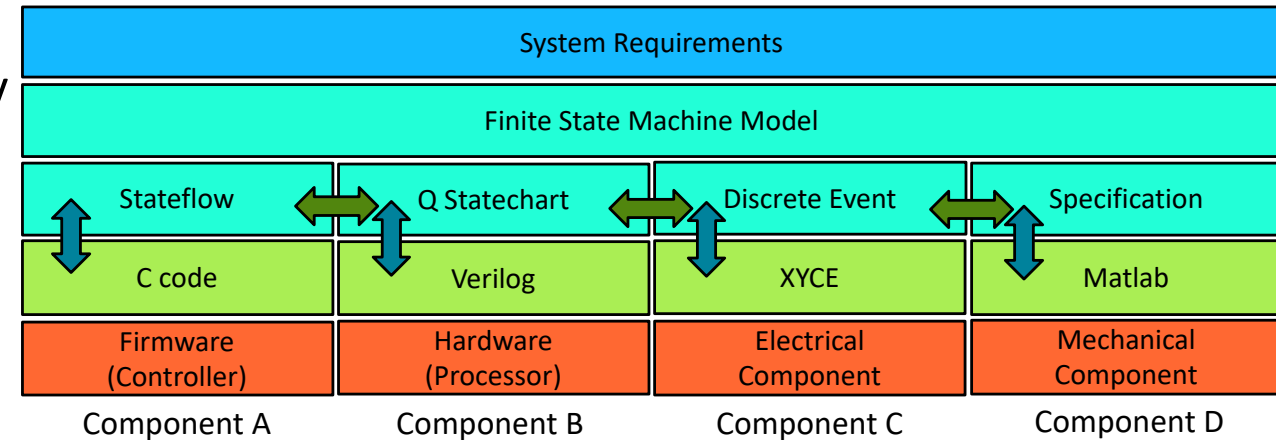 System Requirements
y
Finite State Machine Model
Stateflow
Q Statechart
Discrete Event
Specification
C code
Verilog
XYCE
Matlab
Firmware
(Controller)
Hardware
(Processor)
Electrical
Component
Mechanical
Component
Component A
Component B
Component C
Component D